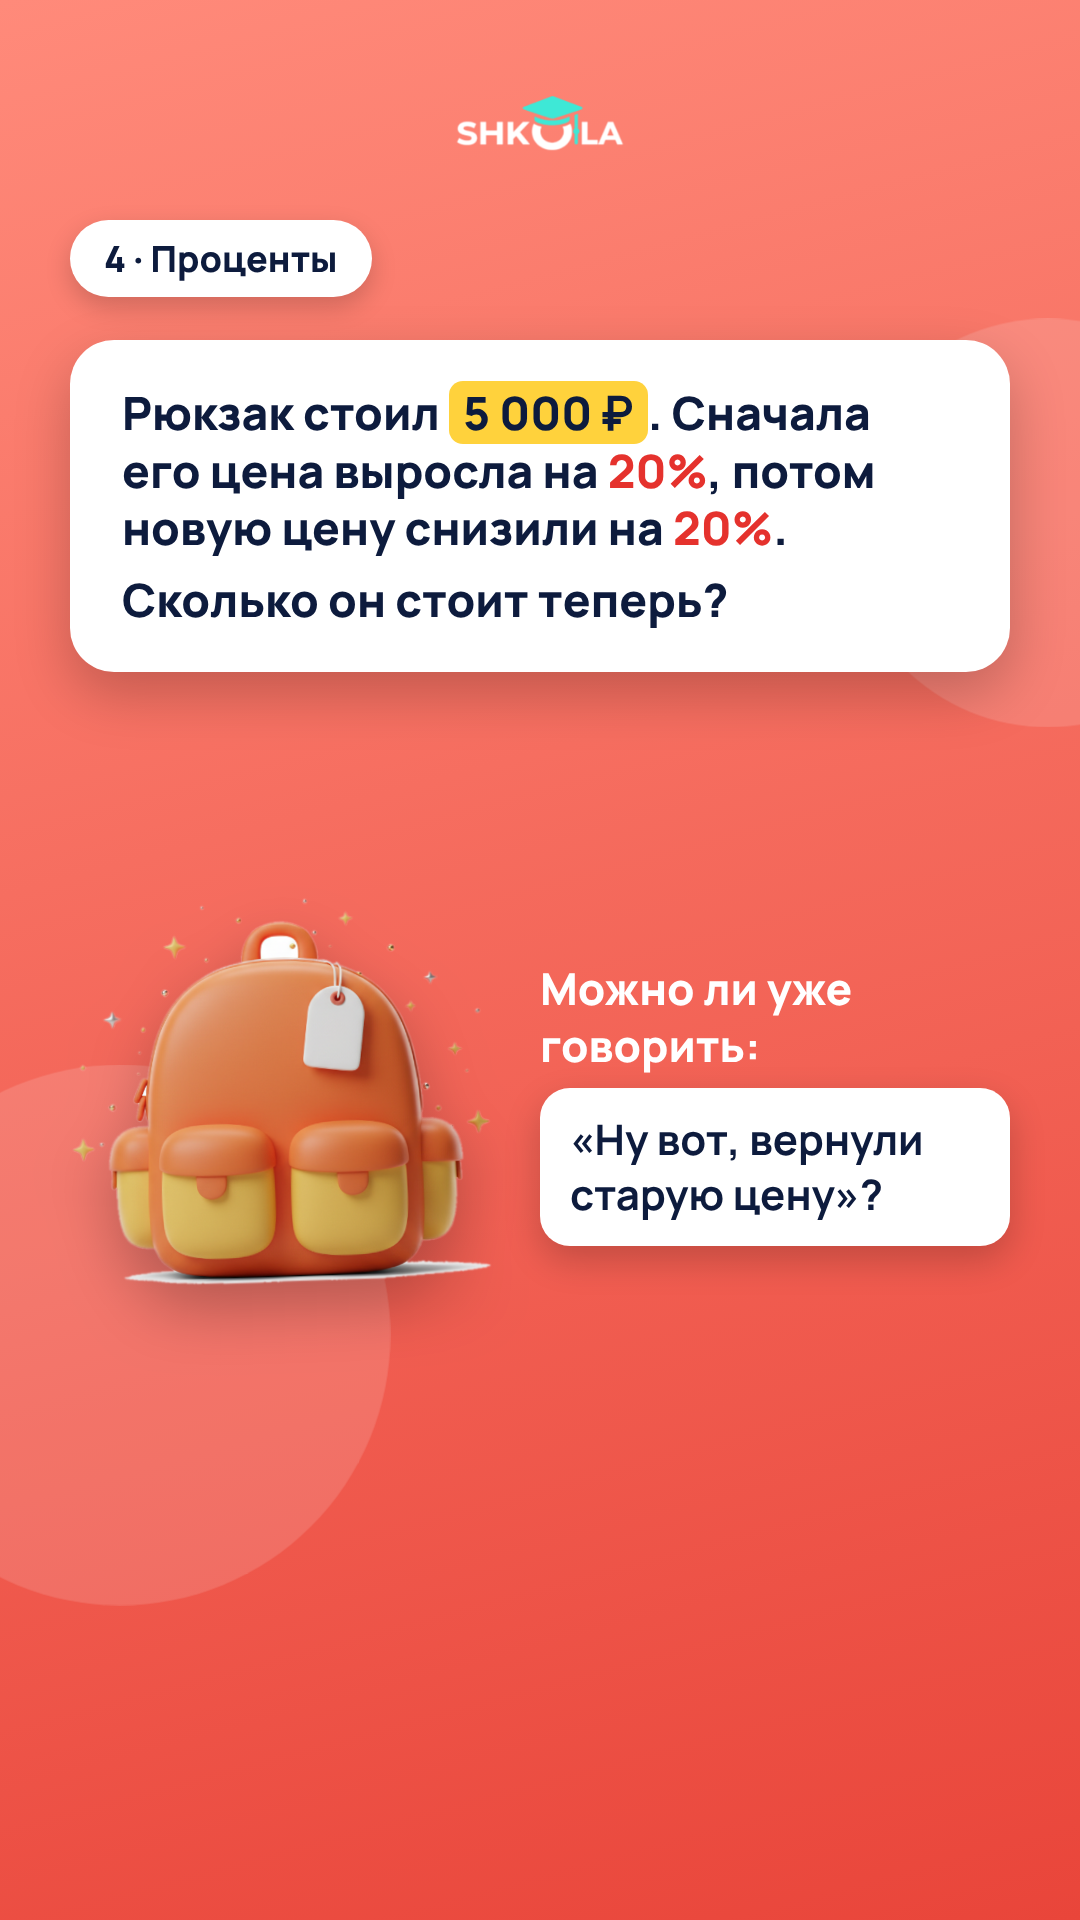 SHKOLA
4 · Проценты
Рюкзак стоил 5 000 ₽. Сначала
его цена выросла на 20%, потом
новую цену снизили на 20%.
Сколько он стоит теперь?
Можно ли уже
говорить:
«Ну вот, вернули
старую цену»?